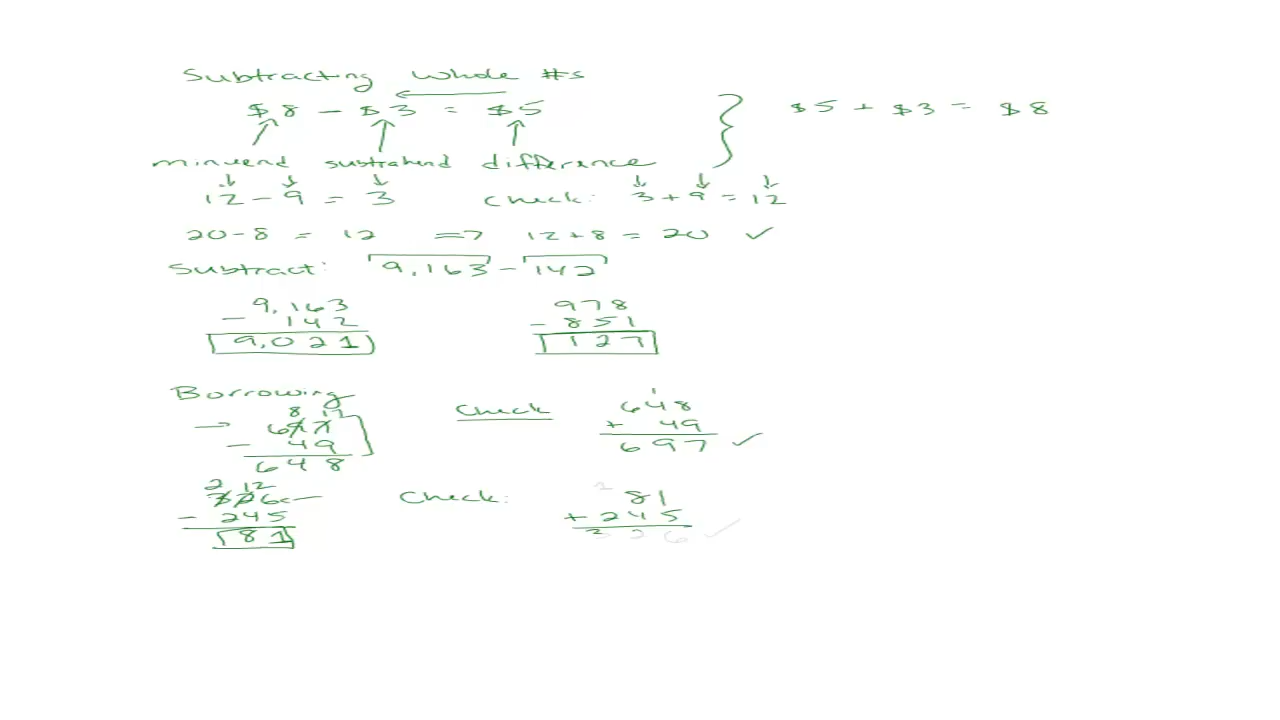 Subtracting whole #s
$8 - $3 = $5 } $5 + $3 = $8
minuend subtrahend difference
12 - 9 = 3 check: 3 + 9 = 12
20 - 8 = 12 => 12 + 8 = 20 ✓
Subtract: 9,163 - 142
9,163 978
- 142 - 851
9,021 127
Borrowing
8 17 Check 1
697 648
- 49 + 49
648 697 ✓
2 12 1
326 Check: 81
- 245 + 245
81 326 ✓